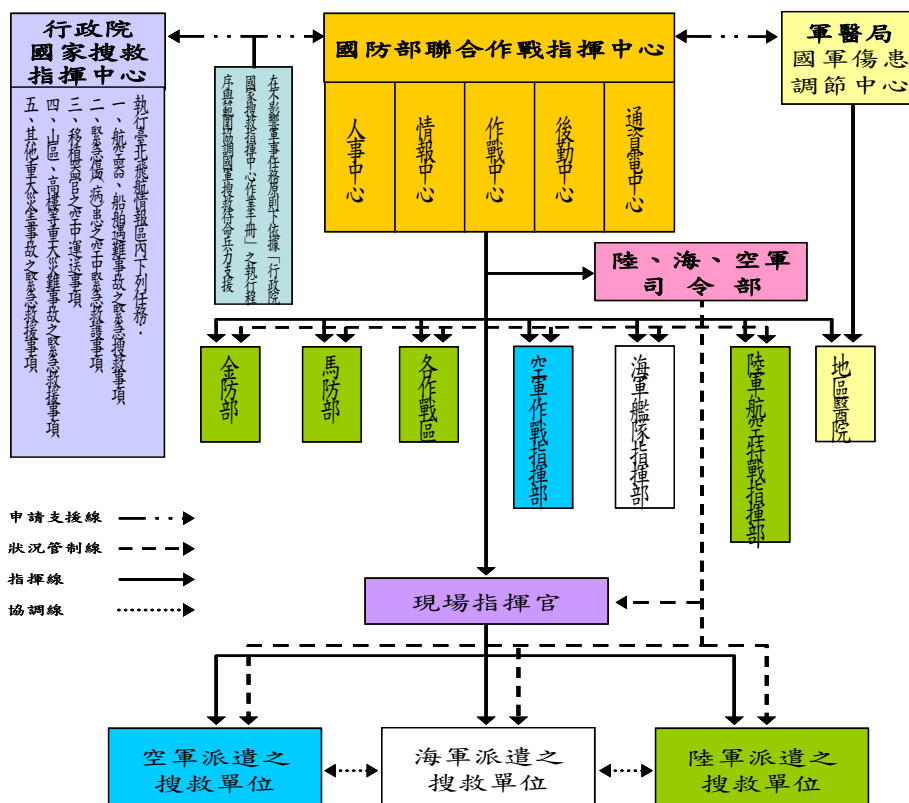 行政院
國家搜救
指揮中心
執行臺北飛航情報區內下列任務：
一、航空器、船舶遇難事故之緊急搜救事項
二、緊急傷(病)患之空中緊急救護事項
三、移植器官之空中運送事項
四、山區、高樓等重大災難事故之緊急救援事項
五、其他重大災害事故之緊急救援事項
在不影響軍事任務原則下依據「行政院
國家搜救指揮中心作業手冊」之執行程
序與範圍協調國軍搜救待命兵力支援
國防部聯合作戰指揮中心
人事中心
情報中心
作戰中心
後勤中心
通資電中心
軍醫局
國軍傷患
調節中心
陸、海、空軍
司令部
金防部
馬防部
各作戰區
空軍作戰指揮部
海軍艦隊指揮部
陸軍航空特戰指揮部
地區醫院
申請支援線
狀況管制線
指揮線
協調線
現場指揮官
空軍派遣之
搜救單位
海軍派遣之
搜救單位
陸軍派遣之
搜救單位